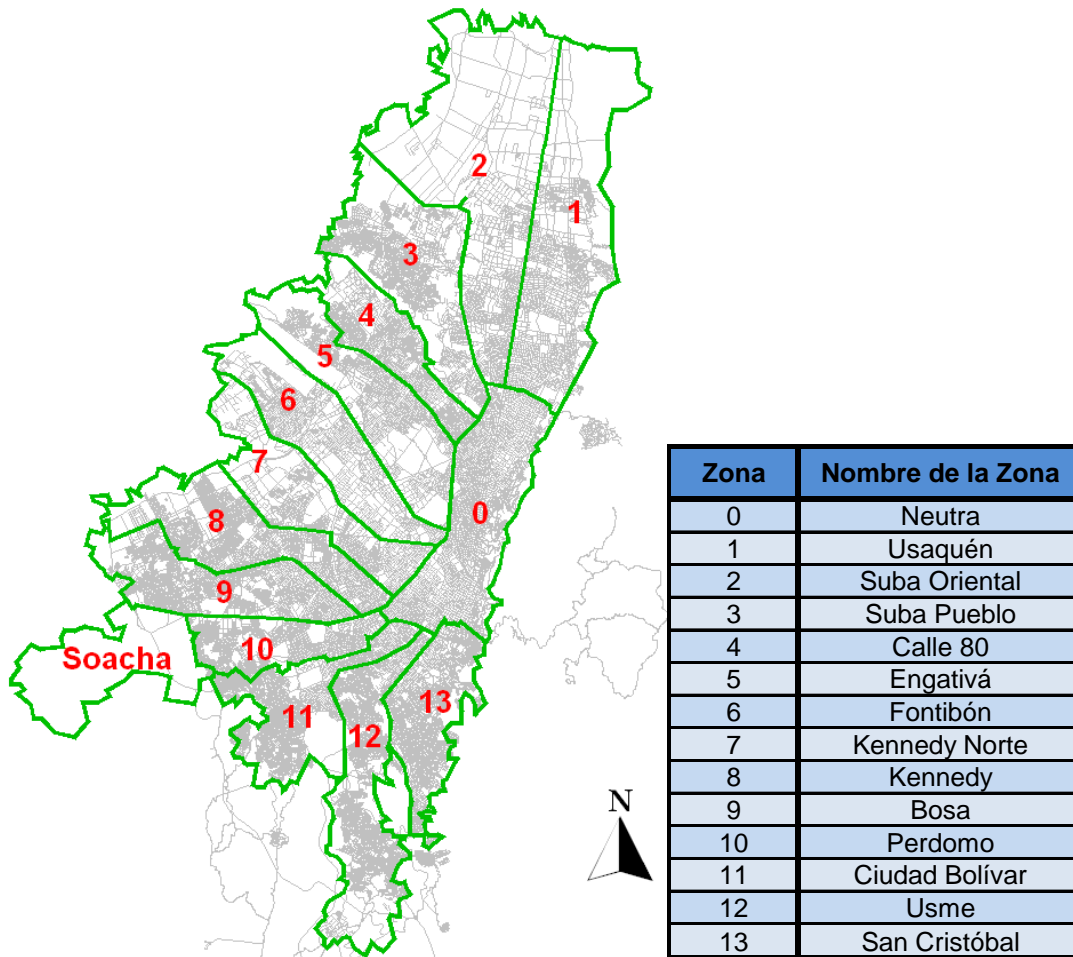 2
1
3
4
5
6
7
8
0
9
Soacha
10
13
11
12
N
Zona Nombre de la Zona
0 Neutra
1 Usaquén
2 Suba Oriental
3 Suba Pueblo
4 Calle 80
5 Engativá
6 Fontibón
7 Kennedy Norte
8 Kennedy
9 Bosa
10 Perdomo
11 Ciudad Bolívar
12 Usme
13 San Cristóbal